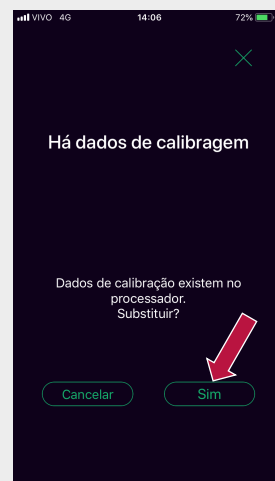 VIVO 4G 14:06 72%
Há dados de calibragem
Dados de calibração existem no
processador.
Substituir?
Cancelar Sim